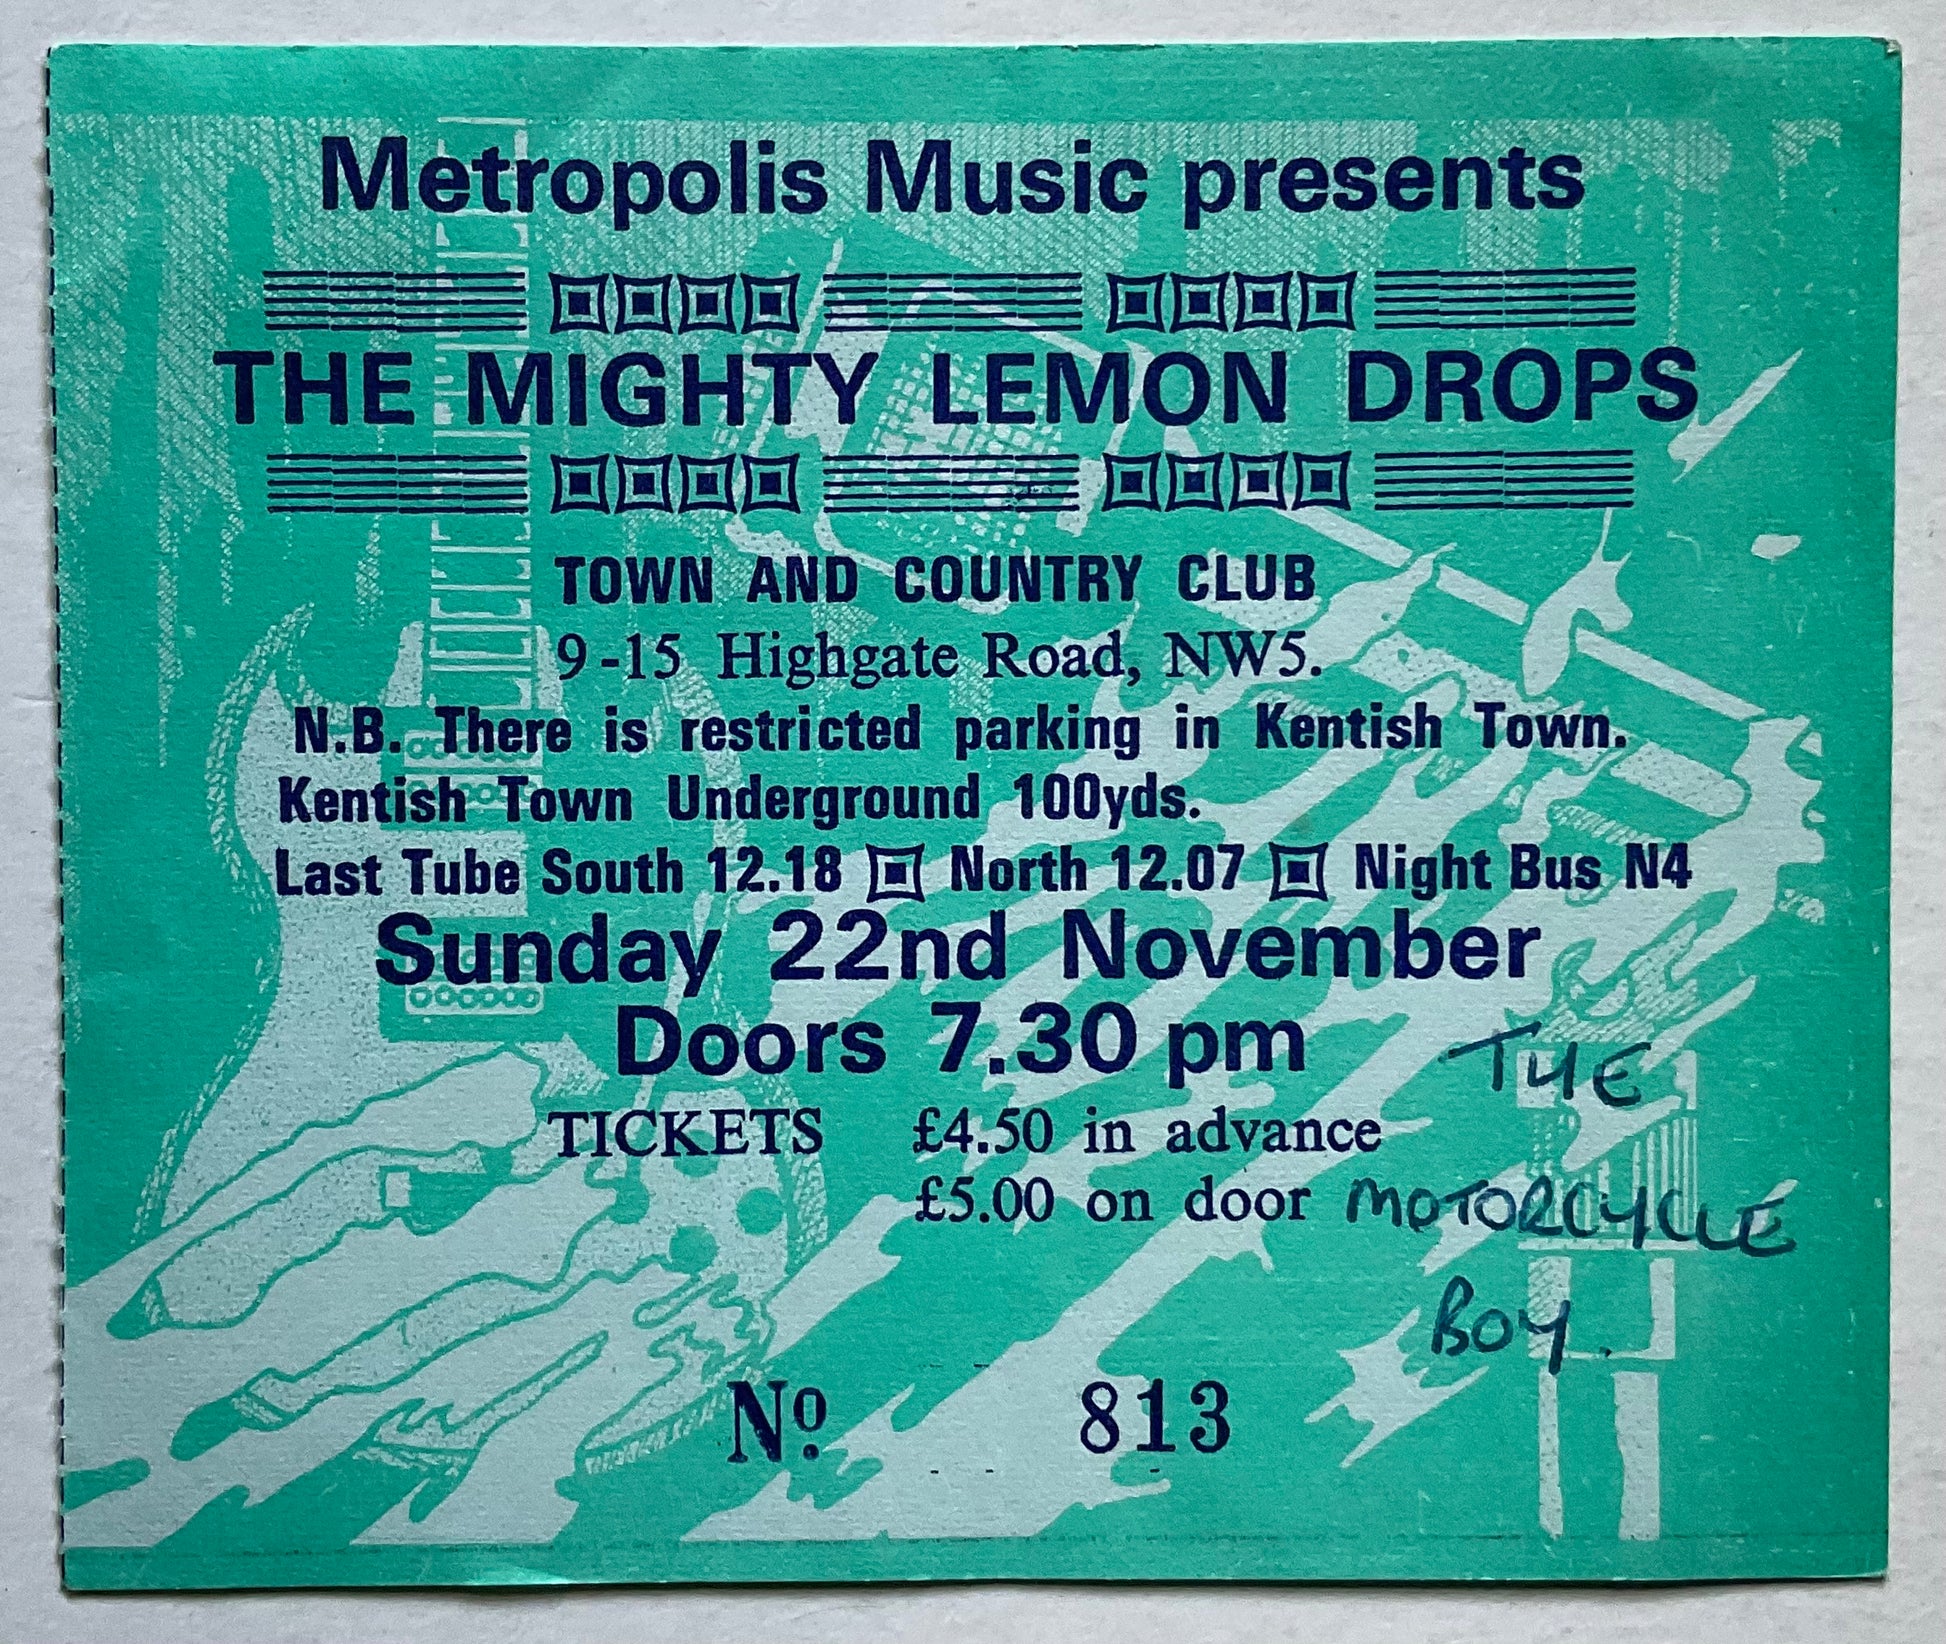 Metropolis Music presents
THE MIGHTY LEMON DROPS
TOWN AND COUNTRY CLUB
9-15 Highgate Road, NW5.
N.B. There is restricted parking in Kentish Town.
Kentish Town Underground 100yds.
Last Tube South 12.18 North 12.07 Night Bus N4
Sunday 22nd November
Doors 7.30 pm
TICKETS £4.50 in advance
£5.00 on door
THE
MOTORCYCLE
BOY.
Nº 813